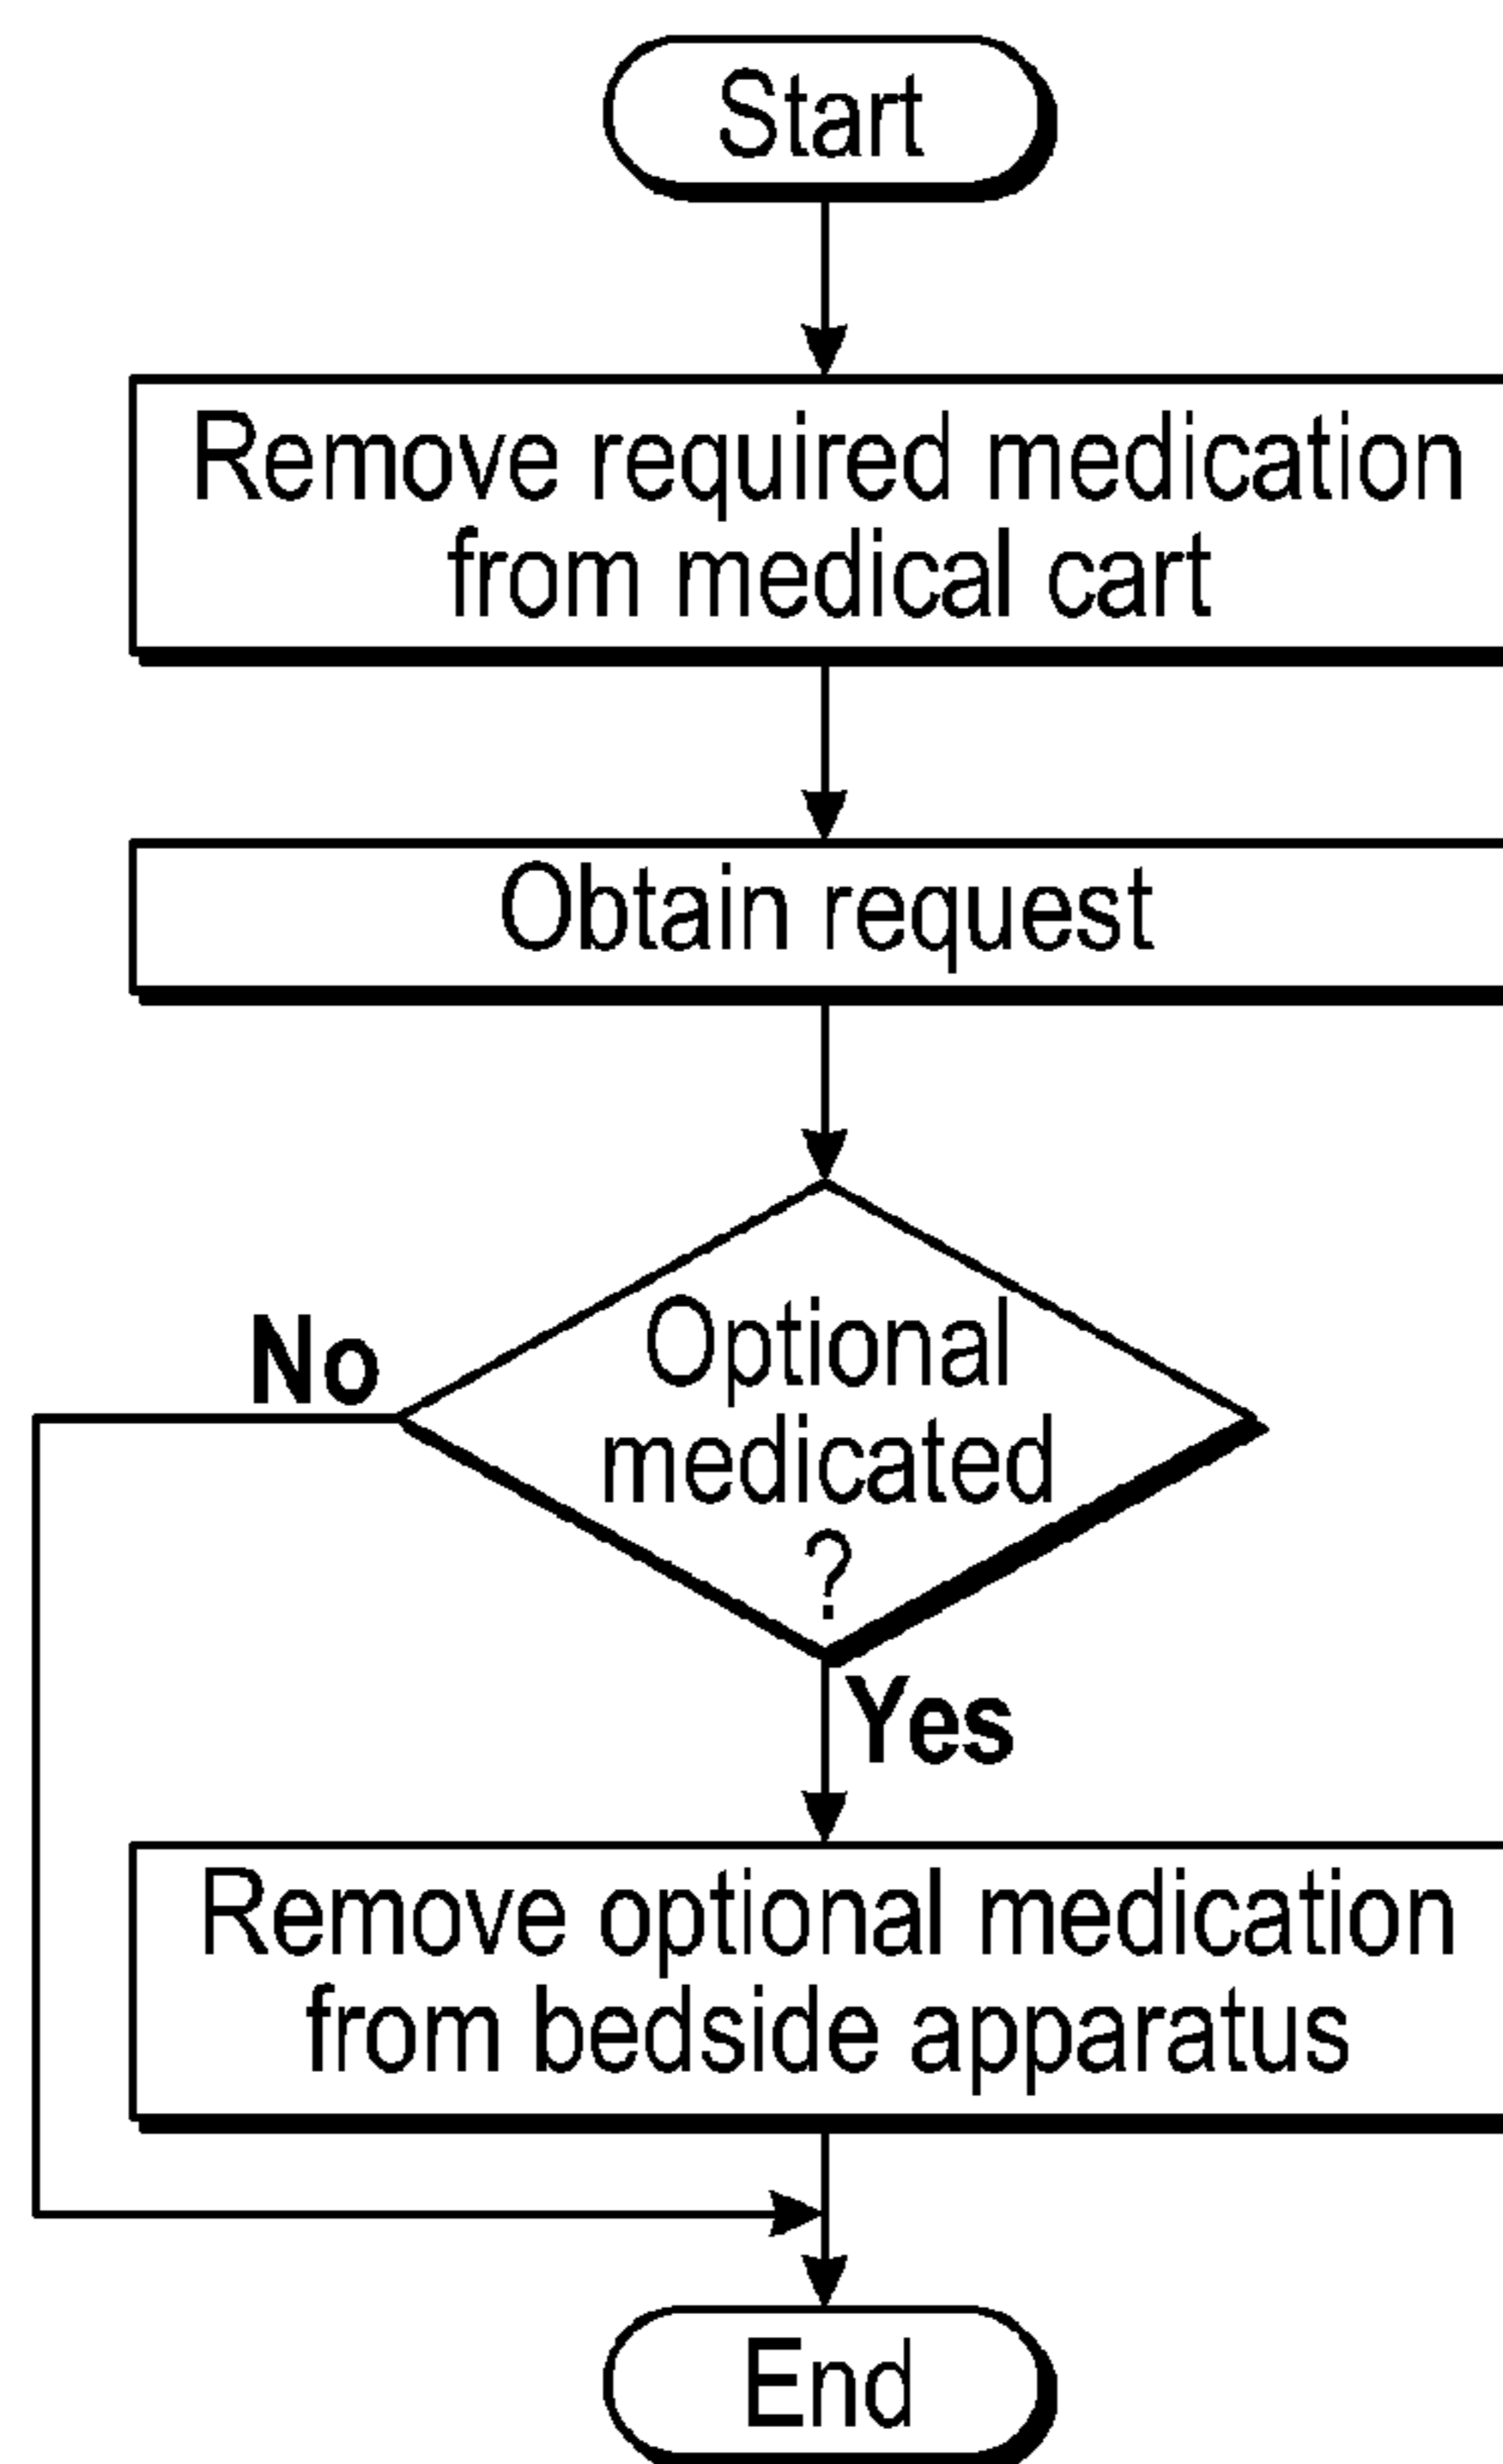 Start
Remove required medication
from medical cart
Obtain request
Optional
medicated
?
No
Yes
Remove optional medication
from bedside apparatus
End